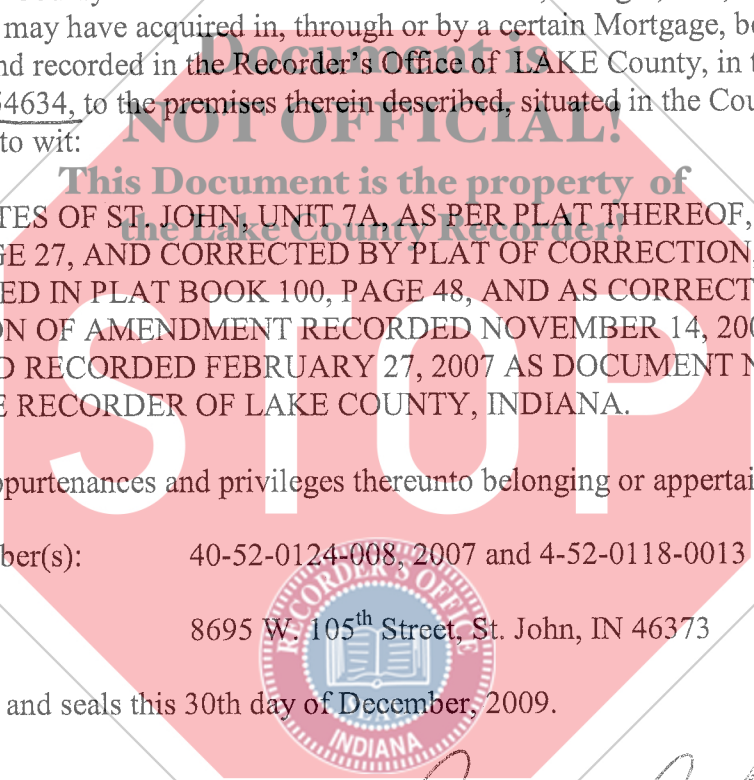 may have acquired in, through or by a certain Mortgage, be
nd recorded in the Recorder's Office of LAKE County, in t
Document is
54634, to the premises therein described, situated in the Cou
NOT OFFICIAL!
to wit:
This Document is the property of
TES OF ST. JOHN, UNIT 7A, AS PER PLAT THEREOF,
the Lake County Recorder!
GE 27, AND CORRECTED BY PLAT OF CORRECTION,
ED IN PLAT BOOK 100, PAGE 48, AND AS CORRECT
ON OF AMENDMENT RECORDED NOVEMBER 14, 200
D RECORDED FEBRUARY 27, 2007 AS DOCUMENT N
E RECORDER OF LAKE COUNTY, INDIANA.
STOP
ppurtenances and privileges thereunto belonging or appertai
ber(s): 40-52-0124-008, 2007 and 4-52-0118-0013
8695 W. 105th Street, St. John, IN 46373
and seals this 30th day of December, 2009.
RECORDER'S OFFICE
SEAL
INDIANA